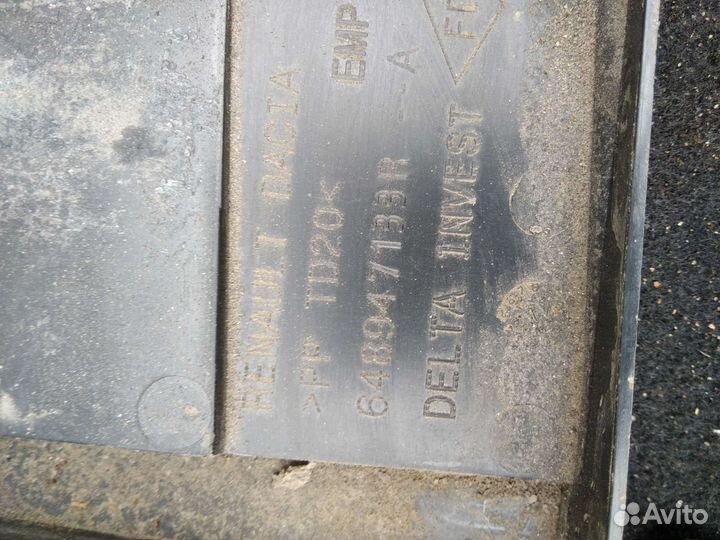 RENAULT DACIA
>PP TD20<
EMP
648947133R --A
DELTA INVEST
Avito